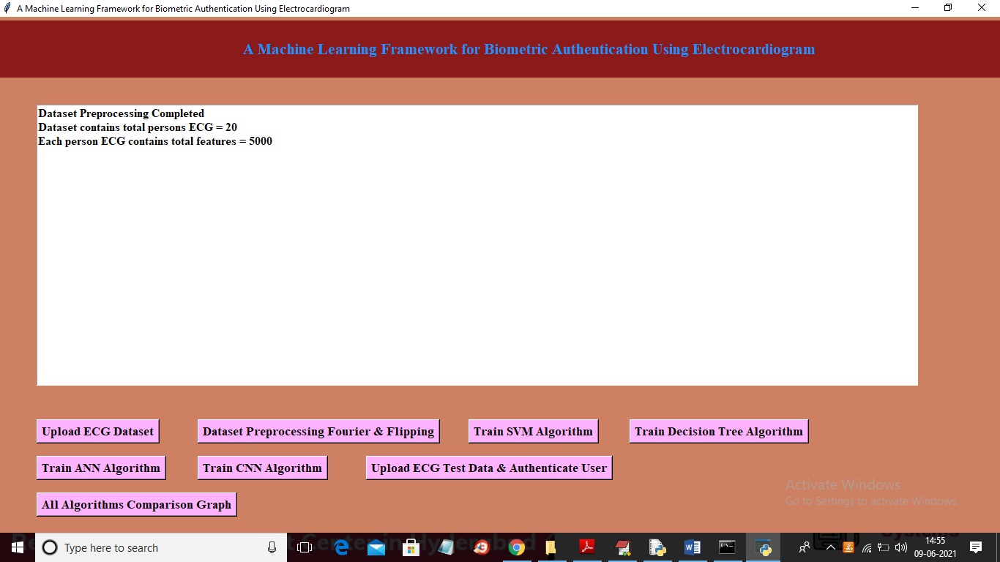 A Machine Learning Framework for Biometric Authentication Using Electrocardiogram
A Machine Learning Framework for Biometric Authentication Using Electrocardiogram
Dataset Preprocessing Completed
Dataset contains total persons ECG = 20
Each person ECG contains total features = 5000
Upload ECG Dataset
Dataset Preprocessing Fourier & Flipping
Train SVM Algorithm
Train Decision Tree Algorithm
Train ANN Algorithm
Train CNN Algorithm
Upload ECG Test Data & Authenticate User
All Algorithms Comparison Graph
Activate Windows
Go to Settings to activate Windows.
Type here to search
14:55
09-06-2021